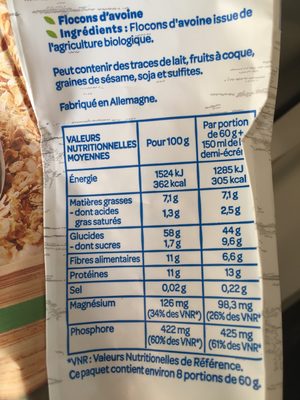 Flocons d'avoine
Ingrédients : Flocons d'avoine issue de
l'agriculture biologique.
Peut contenir des traces de lait, fruits à coque,
graines de sésame, soja et sulfites.
Fabriqué en Allemagne.
VALEURS NUTRITIONNELLES MOYENNES Pour 100 g Par portion de 60 g + 150 ml de l demi-écré
Énergie 1524 kJ 362 kcal 1285 kJ 305 kcal
Matières grasses 7,1 g 7,1 g
- dont acides gras saturés 1,3 g 2,5 g
Glucides 58 g 44 g
- dont sucres 1,7 g 9,6 g
Fibres alimentaires 11 g 6,6 g
Protéines 11 g 13 g
Sel 0,02 g 0,22 g
Magnésium 126 mg (34% des VNR*) 98,3 mg (26% des VNR*
Phosphore 422 mg (60% des VNR*) 425 mg (61% des VNR*
*VNR : Valeurs Nutritionelles de Référence.
Ce paquet contient environ 8 portions de 60 g.